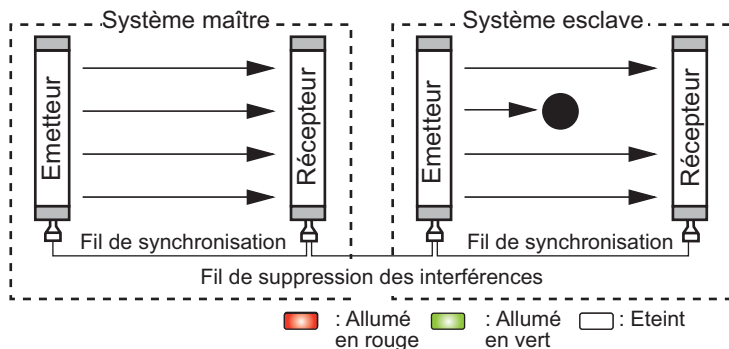 Système maître
Système esclave
Emetteur
Récepteur
Emetteur
Récepteur
Fil de synchronisation
Fil de synchronisation
Fil de suppression des interférences
: Allumé
en rouge
: Allumé
en vert
: Eteint